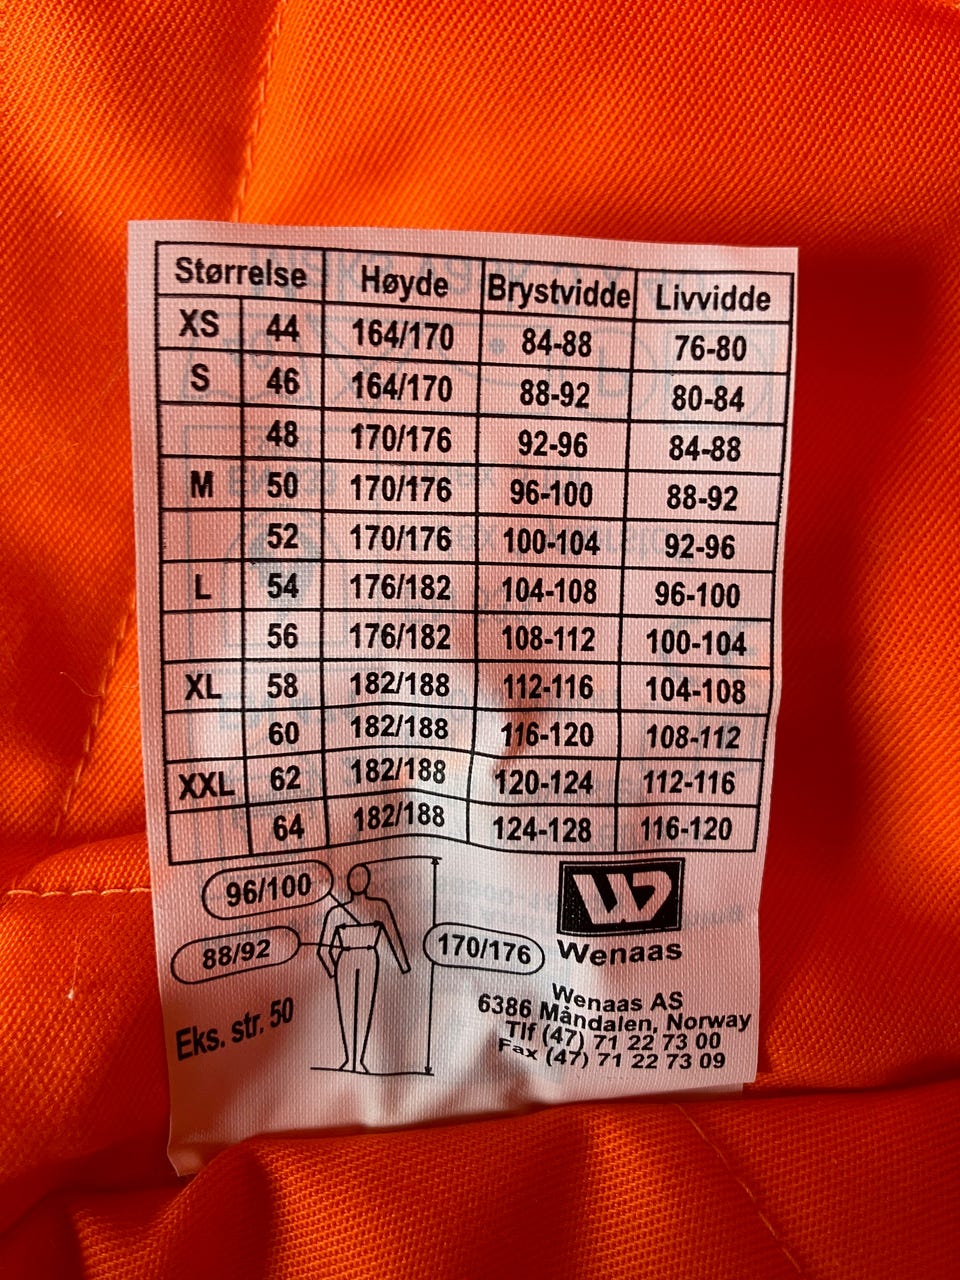 Størrelse Høyde Brystvidde Livvidde
XS 44 164/170 84-88 76-80
S 46 164/170 88-92 80-84
48 170/176 92-96 84-88
M 50 170/176 96-100 88-92
52 170/176 100-104 92-96
L 54 176/182 104-108 96-100
56 176/182 108-112 100-104
XL 58 182/188 112-116 104-108
60 182/188 116-120 108-112
XXL 62 182/188 120-124 112-116
64 182/188 124-128 116-120
96/100
88/92
170/176
Eks. str. 50
Wenaas
Wenaas AS
6386 Måndalen, Norway
Tlf (47) 71 22 73 00
Fax (47) 71 22 73 09